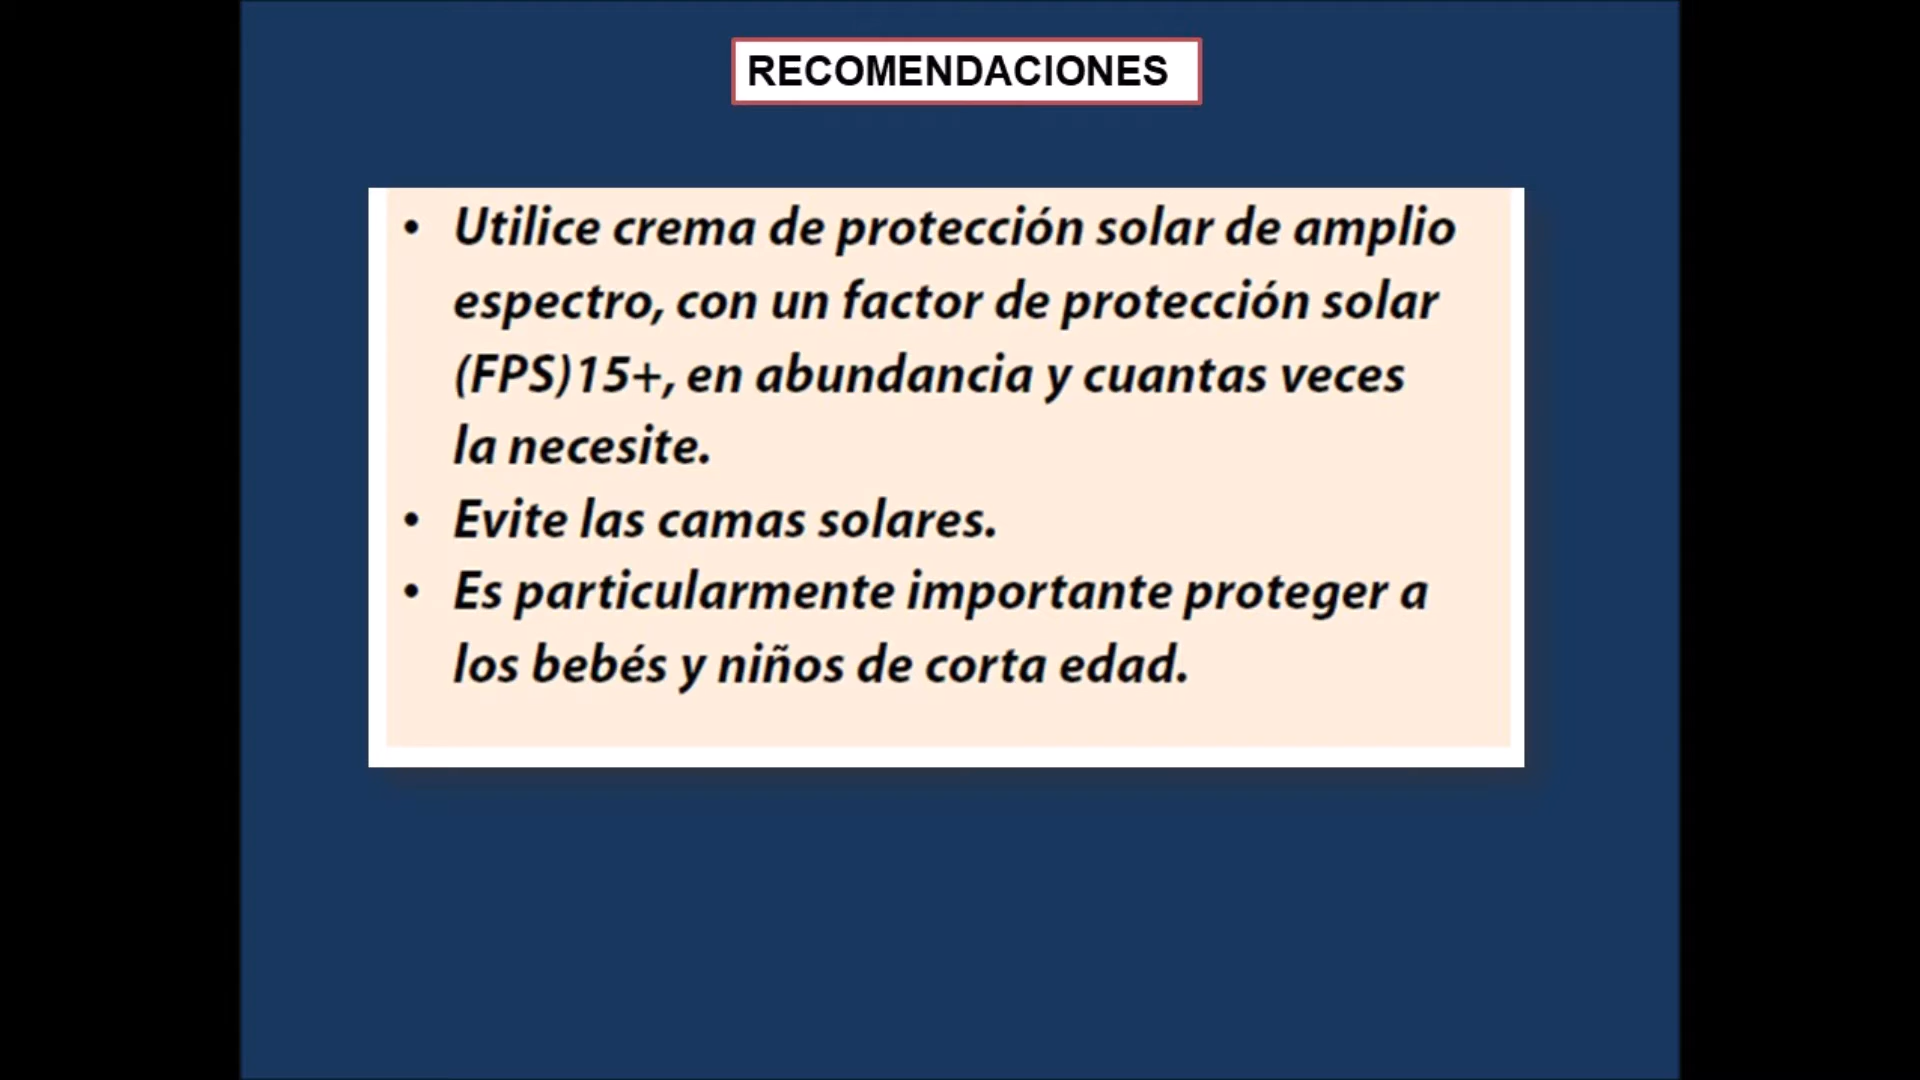 RECOMENDACIONES
• Utilice crema de protección solar de amplio
espectro, con un factor de protección solar
(FPS)15+, en abundancia y cuantas veces
la necesite.
• Evite las camas solares.
• Es particularmente importante proteger a
los bebés y niños de corta edad.